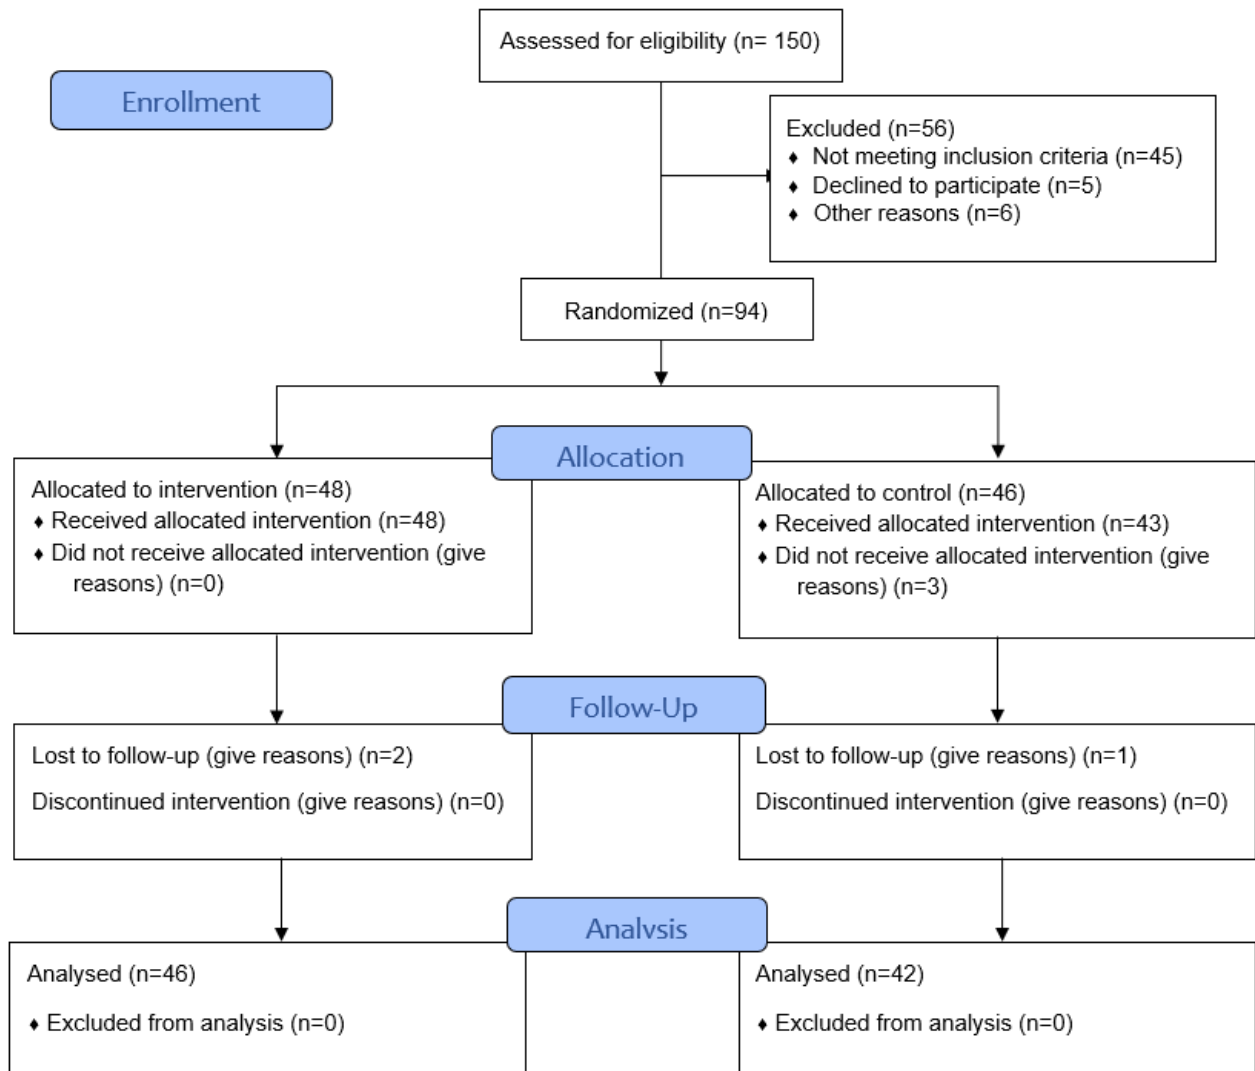 Assessed for eligibility (n= 150)
Enrollment
Excluded (n=56)
♦ Not meeting inclusion criteria (n=45)
♦ Declined to participate (n=5)
♦ Other reasons (n=6)
Randomized (n=94)
Allocation
Allocated to intervention (n=48)
♦ Received allocated intervention (n=48)
♦ Did not receive allocated intervention (give
reasons) (n=0)
Allocated to control (n=46)
♦ Received allocated intervention (n=43)
♦ Did not receive allocated intervention (give
reasons) (n=3)
Follow-Up
Lost to follow-up (give reasons) (n=2)
Discontinued intervention (give reasons) (n=0)
Lost to follow-up (give reasons) (n=1)
Discontinued intervention (give reasons) (n=0)
Analysis
Analysed (n=46)
♦ Excluded from analysis (n=0)
Analysed (n=42)
♦ Excluded from analysis (n=0)